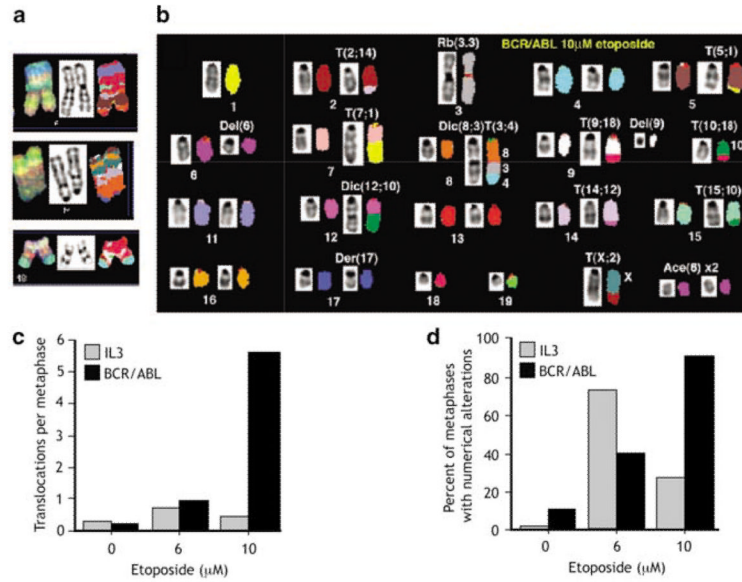 a
b
BCR/ABL 10μM etoposide
1
T(2;14)
2
Rb(3.3)
3
4
T(5;I)
5
Del(6)
6
T(7;1)
7
Dic(8;3)T(3;4)
8
8
3
4
T(9;18)
Del(9)
9
T(10;18)
10
11
Dic(12;10)
12
13
T(14;12)
14
T(15;10)
15
16
Der(17)
17
18
19
T(X;2)
X
Ace(6) x2
10
c
IL3
BCR/ABL
Translocations per metaphase
6
5
4
3
2
1
0
0 6 10
Etoposide (μM)
d
IL3
BCR/ABL
Percent of metaphases
with numerical alterations
100
80
60
40
20
0
0 6 10
Etoposide (μM)